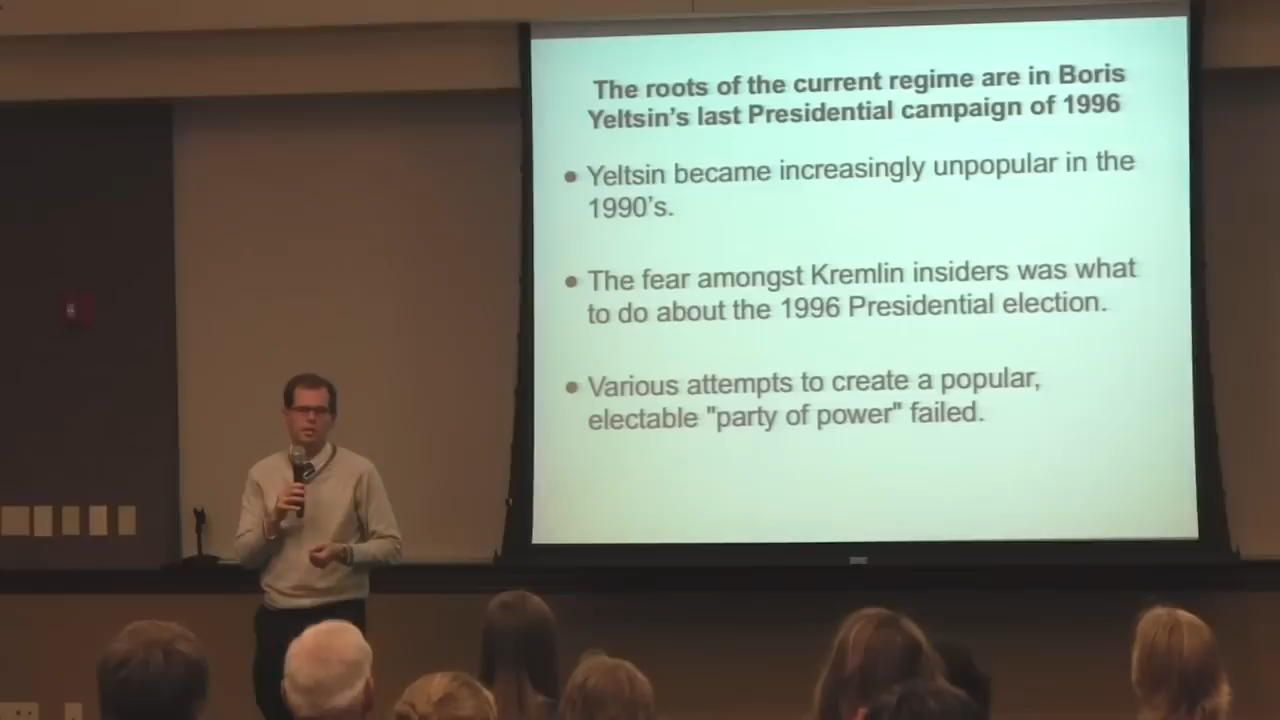 The roots of the current regime are in Boris
Yeltsin's last Presidential campaign of 1996
• Yeltsin became increasingly unpopular in the
1990's.
• The fear amongst Kremlin insiders was what
to do about the 1996 Presidential election.
• Various attempts to create a popular,
electable "party of power" failed.